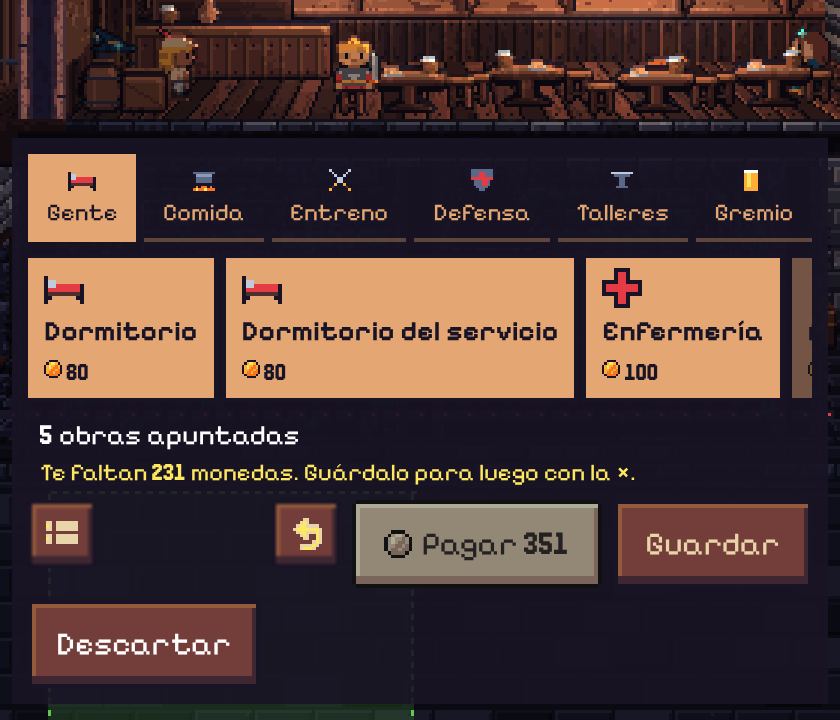 Gente
Comida
Entreno
Defensa
Talleres
Gremio
Dormitorio
80
Dormitorio del servicio
80
Enfermería
100
5 obras apuntadas
Te faltan 231 monedas. Guárdalo para luego con la ×.
Pagar 351
Guardar
Descartar